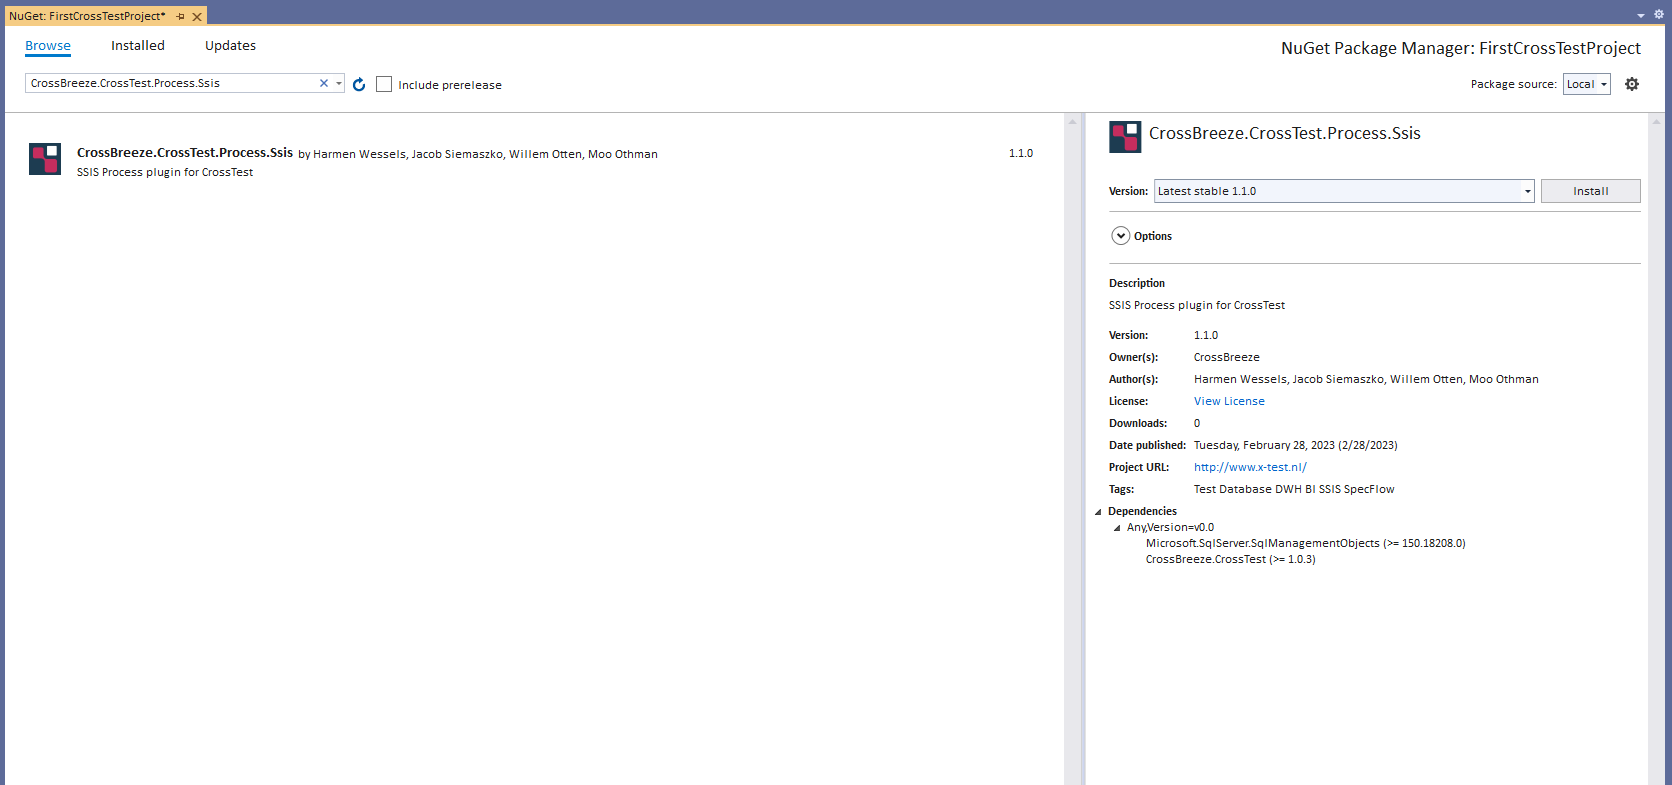 NuGet: FirstCrossTestProject*
Browse Installed Updates
NuGet Package Manager: FirstCrossTestProject
CrossBreeze.CrossTest.Process.Ssis
Include prerelease
Package source: Local
CrossBreeze.CrossTest.Process.Ssis by Harmen Wessels, Jacob Siemaszko, Willem Otten, Moo Othman 1.1.0
SSIS Process plugin for CrossTest
CrossBreeze.CrossTest.Process.Ssis
Version: Latest stable 1.1.0 Install
Options
Description
SSIS Process plugin for CrossTest
Version: 1.1.0
Owner(s): CrossBreeze
Author(s): Harmen Wessels, Jacob Siemaszko, Willem Otten, Moo Othman
License: View License
Downloads: 0
Date published: Tuesday, February 28, 2023 (2/28/2023)
Project URL: http://www.x-test.nl/
Tags: Test Database DWH BI SSIS SpecFlow
Dependencies
Any,Version=v0.0
Microsoft.SqlServer.SqlManagementObjects (>= 150.18208.0)
CrossBreeze.CrossTest (>= 1.0.3)